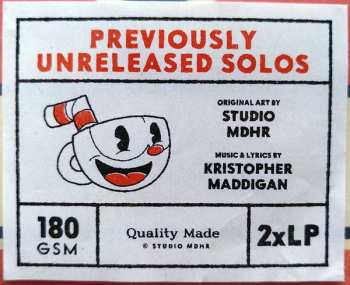 PREVIOUSLY
UNRELEASED SOLOS
ORIGINAL ART BY
STUDIO
MDHR
MUSIC & LYRICS BY
KRISTOPHER
MADDIGAN
180
GSM
Quality Made
© STUDIO MDHR
2xLP